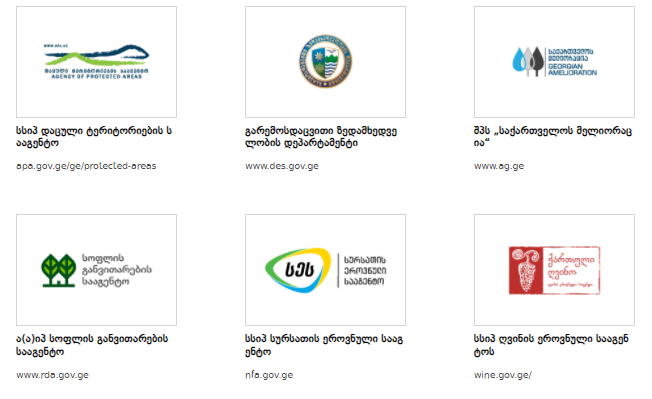 www.apa.ge
დაცული ტერიტორიების სააგენტო
AGENCY OF PROTECTED AREAS
საქართველოს
მელიორაცია
GEORGIAN
AMELIORATION
სსიპ დაცული ტერიტორიების ს
ააგენტო
apa.gov.ge/ge/protected-areas
გარემოსდაცვითი ზედამხედვე
ლობის დეპარტამენტი
www.des.gov.ge
შპს „საქართველოს მელიორაც
ია“
www.ag.ge
სოფლის
განვითარების
სააგენტო
სეს
სურსათის
ეროვნული
სააგენტო
ქართული
ღვინო
ა(ა)იპ სოფლის განვითარების
სააგენტო
www.rda.gov.ge
სსიპ სურსათის ეროვნული სააგ
ენტო
nfa.gov.ge
სსიპ ღვინის ეროვნული სააგენ
ტოს
wine.gov.ge/